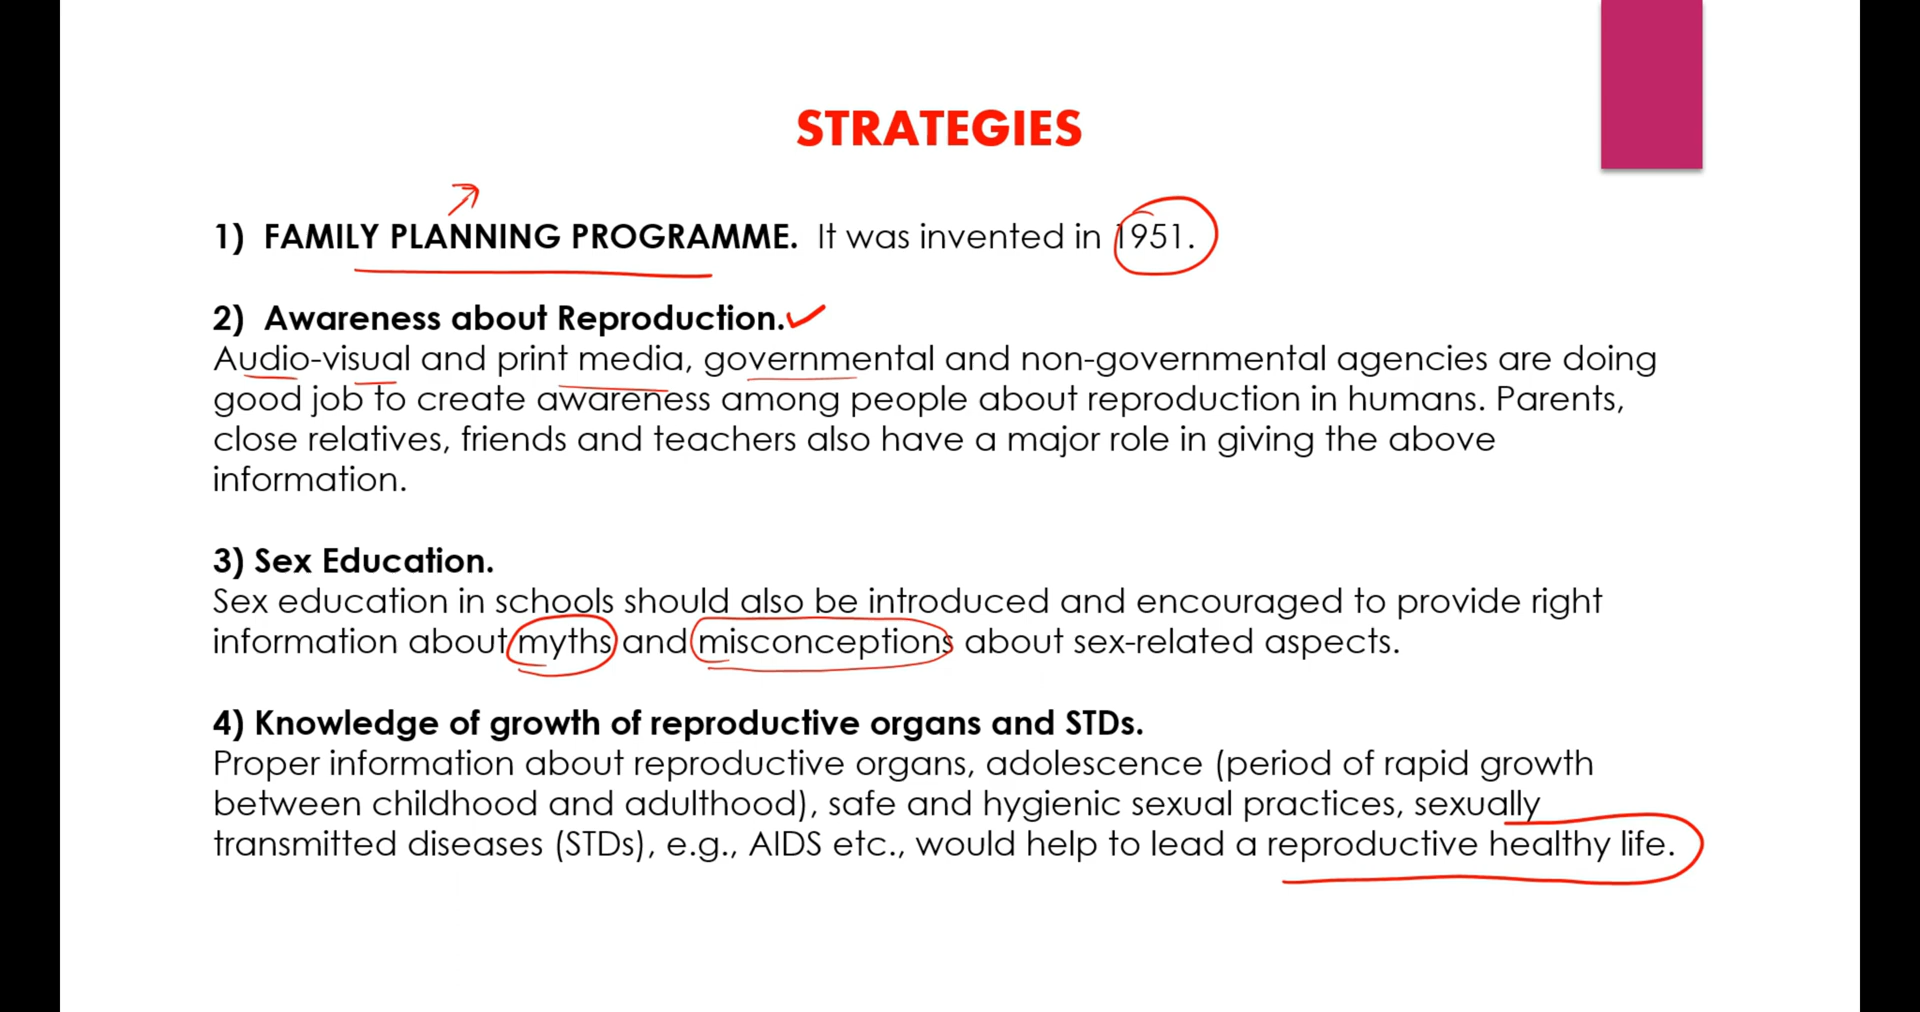 STRATEGIES
1) FAMILY PLANNING PROGRAMME. It was invented in 1951.
2) Awareness about Reproduction.
Audio-visual and print media, governmental and non-governmental agencies are doing
good job to create awareness among people about reproduction in humans. Parents,
close relatives, friends and teachers also have a major role in giving the above
information.
3) Sex Education.
Sex education in schools should also be introduced and encouraged to provide right
information about myths and misconceptions about sex-related aspects.
4) Knowledge of growth of reproductive organs and STDs.
Proper information about reproductive organs, adolescence (period of rapid growth
between childhood and adulthood), safe and hygienic sexual practices, sexually
transmitted diseases (STDs), e.g., AIDS etc., would help to lead a reproductive healthy life.